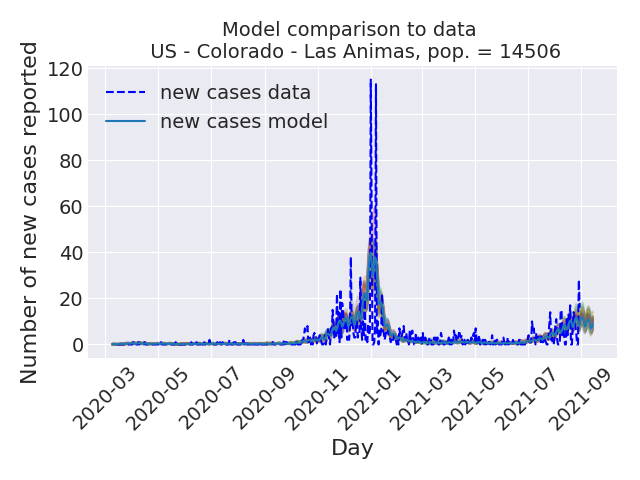 Model comparison to data
US - Colorado - Las Animas, pop. = 14506
Number of new cases reported
120
100
80
60
40
20
0
new cases data
new cases model
2020-03
2020-05
2020-07
2020-09
2020-11
2021-01
2021-03
2021-05
2021-07
2021-09
Day